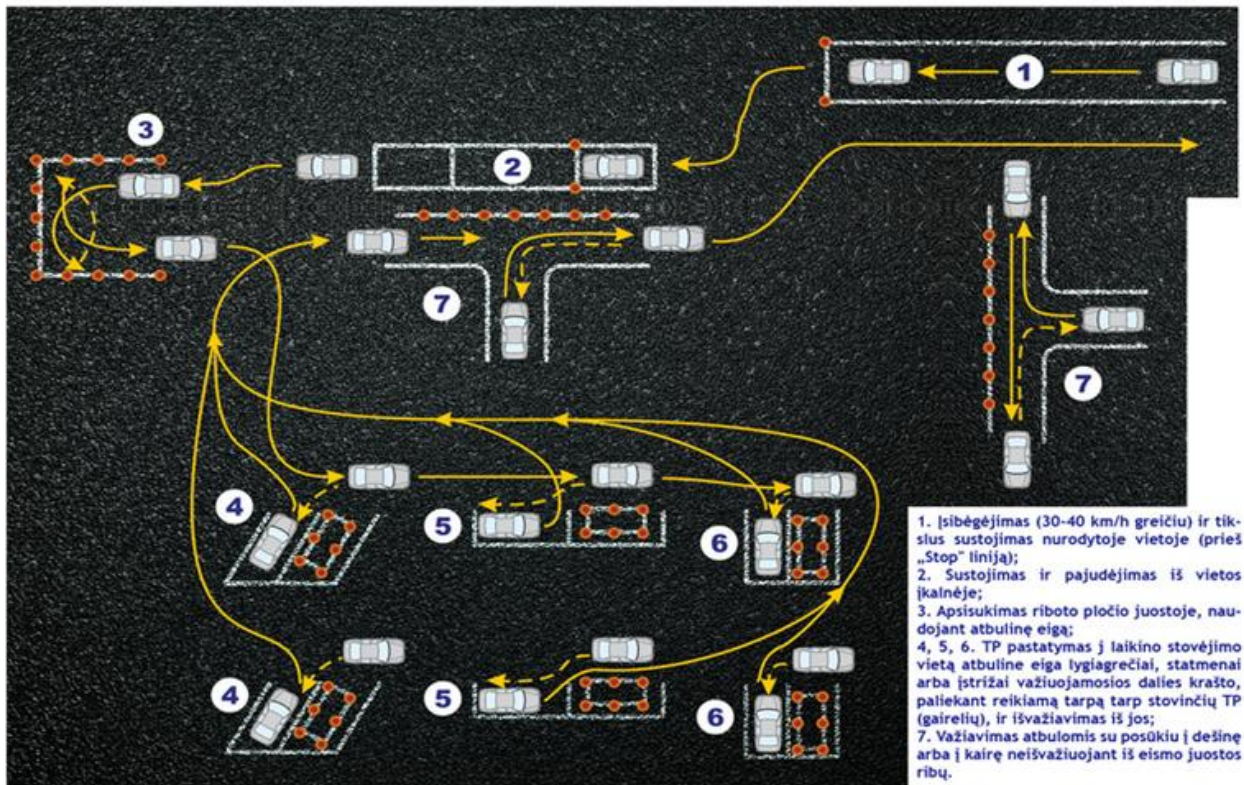 1
3
2
7
7
4
5
6
4
5
6
1. Įsibėgėjimas (30-40 km/h greičiu) ir tik-
slus sustojimas nurodytoje vietoje (prieš
„Stop" liniją);
2. Sustojimas ir pajudėjimas iš vietos
įkalnėje;
3. Apsisukimas riboto pločio juostoje, nau-
dojant atbulinę eigą;
4, 5, 6. TP pastatymas į laikino stovėjimo
vietą atbuline eiga lygiagrečiai, statmenai
arba įstrižai važiuojamosios dalies krašto,
paliekant reikiamą tarpą tarp stovinčių TP
(gairelių), ir išvažiavimas iš jos;
7. Važiavimas atbulomis su posūkiu į dešinę
arba į kairę neišvažiuojant iš eismo juostos
ribų.